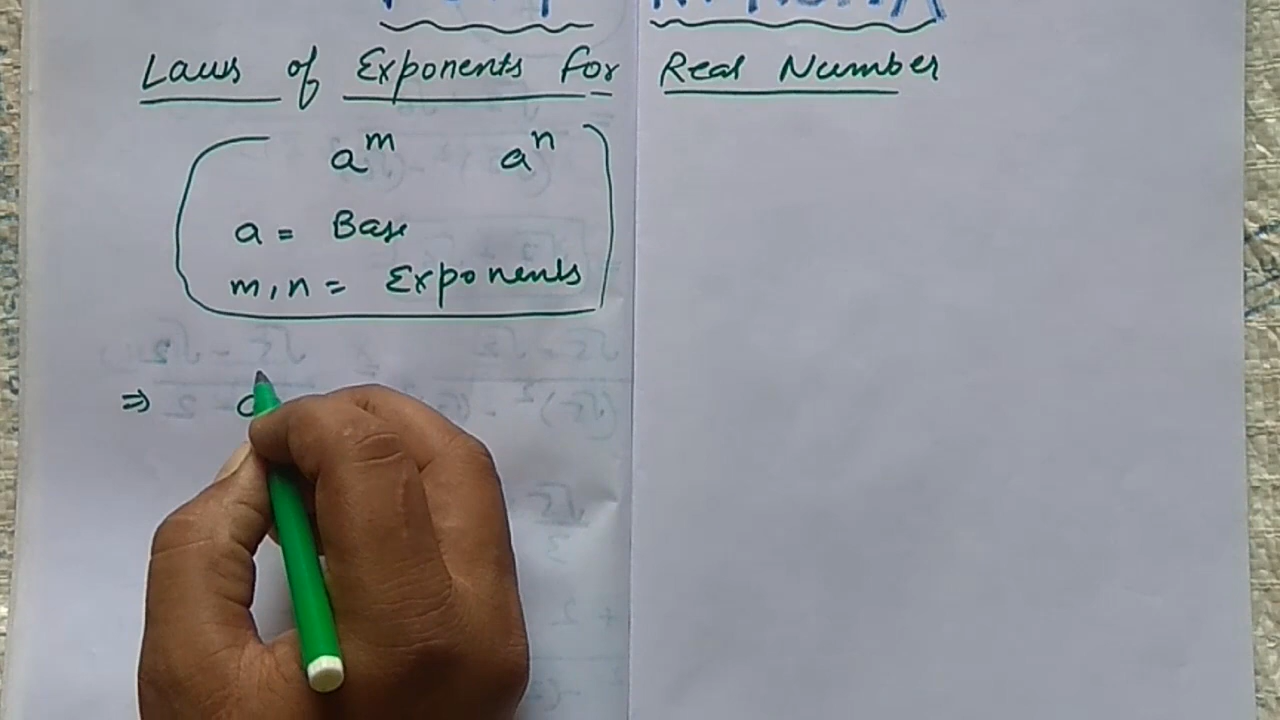 Laws of Exponents for Real Number
a^m a^n
a = Base
m, n = Exponents
⇒ a